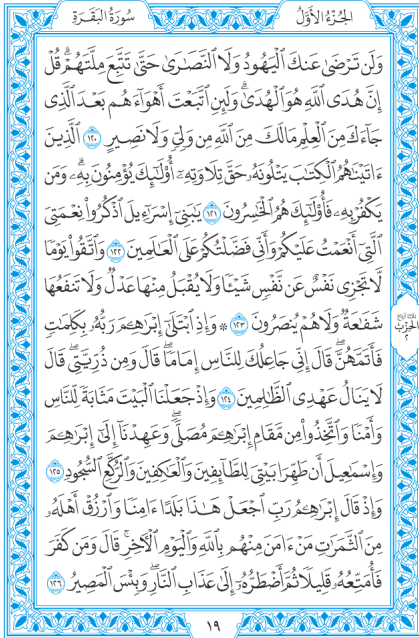 الجُزْءُ الأَوَّلُ سُورَةُ البَقَرَةِ
وَلَن تَرْضَىٰ عَنكَ ٱلْيَهُودُ وَلَا ٱلنَّصَٰرَىٰ حَتَّىٰ تَتَّبِعَ مِلَّتَهُمْ ۗ قُلْ
إِنَّ هُدَى ٱللَّهِ هُوَ ٱلْهُدَىٰ ۗ وَلَئِنِ ٱتَّبَعْتَ أَهْوَآءَهُم بَعْدَ ٱلَّذِى
جَآءَكَ مِنَ ٱلْعِلْمِ مَا لَكَ مِنَ ٱللَّهِ مِن وَلِىٍّ وَلَا نَصِيرٍ ١٢٠ ٱلَّذِينَ
ءَاتَيْنَٰهُمُ ٱلْكِتَٰبَ يَتْلُونَهُۥ حَقَّ تِلَاوَتِهِۦٓ أُو۟لَٰٓئِكَ يُؤْمِنُونَ بِهِۦ ۗ وَمَن
يَكْفُرْ بِهِۦ فَأُو۟لَٰٓئِكَ هُمُ ٱلْخَٰسِرُونَ ١٢١ يَٰبَنِىٓ إِسْرَٰٓءِيلَ ٱذْكُرُوا۟ نِعْمَتِىَ
ٱلَّتِىٓ أَنْعَمْتُ عَلَيْكُمْ وَأَنِّى فَضَّلْتُكُمْ عَلَى ٱلْعَٰلَمِينَ ١٢٢ وَٱتَّقُوا۟ يَوْمًا
لَّا تَجْزِى نَفْسٌ عَن نَّفْسٍ شَيْـًٔا وَلَا يُقْبَلُ مِنْهَا عَدْلٌ وَلَا تَنفَعُهَا
شَفَٰعَةٌ وَلَا هُمْ يُنصَرُونَ ١٢٣ ۞ وَإِذِ ٱبْتَلَىٰٓ إِبْرَٰهِۦمَ رَبُّهُۥ بِكَلِمَٰتٍ
فَأَتَمَّهُنَّ ۖ قَالَ إِنِّى جَاعِلُكَ لِلنَّاسِ إِمَامًا ۖ قَالَ وَمِن ذُرِّيَّتِى ۖ قَالَ
لَا يَنَالُ عَهْدِى ٱلظَّٰلِمِينَ ١٢٤ وَإِذْ جَعَلْنَا ٱلْبَيْتَ مَثَابَةً لِّلنَّاسِ
وَأَمْنًا وَٱتَّخِذُوا۟ مِن مَّقَامِ إِبْرَٰهِۦمَ مُصَلًّى ۖ وَعَهِدْنَآ إِلَىٰٓ إِبْرَٰهِۦمَ
وَإِسْمَٰعِيلَ أَن طَهِّرَا بَيْتِىَ لِلطَّآئِفِينَ وَٱلْعَٰكِفِينَ وَٱلرُّكَّعِ ٱلسُّجُودِ ١٢٥
وَإِذْ قَالَ إِبْرَٰهِۦمُ رَبِّ ٱجْعَلْ هَٰذَا بَلَدًا ءَامِنًا وَٱرْزُقْ أَهْلَهُۥ
مِنَ ٱلثَّمَرَٰتِ مَنْ ءَامَنَ مِنْهُم بِٱللَّهِ وَٱلْيَوْمِ ٱلْءَاخِرِ ۖ قَالَ وَمَن كَفَرَ
فَأُمَتِّعُهُۥ قَلِيلًا ثُمَّ أَضْطَرُّهُۥٓ إِلَىٰ عَذَابِ ٱلنَّارِ ۖ وَبِئْسَ ٱلْمَصِيرُ ١٢٦
ثلاثة أرباع
الحزب
٢
١٩